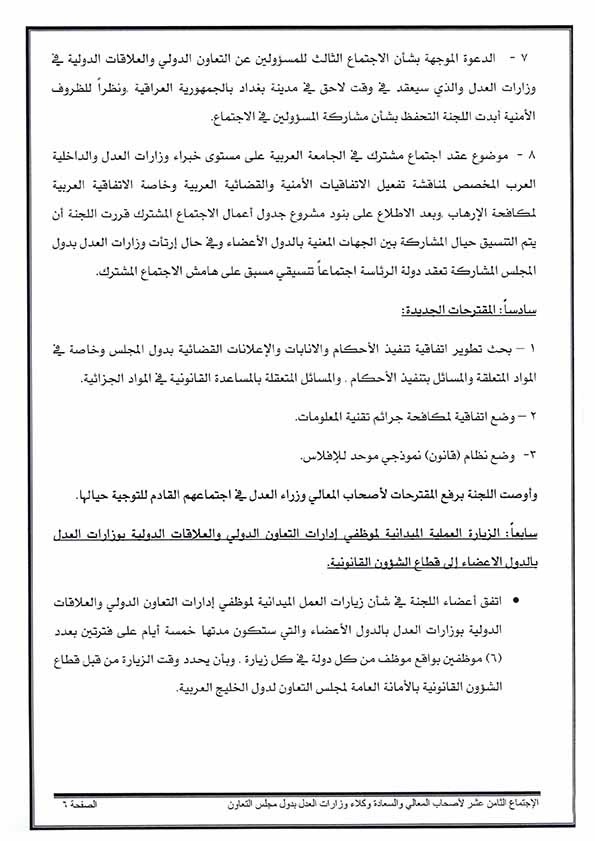 ٧ - الدعوة الموجهة بشأن الاجتماع الثالث للمسؤولين عن التعاون الدولي والعلاقات الدولية في
وزارات العدل والذي سيعقد في وقت لاحق في مدينة بغداد بالجمهورية العراقية .ونظراً للظروف
الأمنية أبدت اللجنة التحفظ بشأن مشاركة المسؤولين في الاجتماع.
٨ - موضوع عقد اجتماع مشترك في الجامعة العربية على مستوى خبراء وزارات العدل والداخلية
العرب المخصص لمناقشة تفعيل الاتفاقيات الأمنية والقضائية العربية وخاصة الاتفاقية العربية
لمكافحة الإرهاب .وبعد الاطلاع على بنود مشروع جدول أعمال الاجتماع المشترك قررت اللجنة أن
يتم التنسيق حيال المشاركة بين الجهات المعنية بالدول الأعضاء وفي حال إرتأت وزارات العدل بدول
المجلس المشاركة تعقد دولة الرئاسة اجتماعاً تنسيقي مسبق على هامش الاجتماع المشترك.
سادساً: المقترحات الجديدة:
١ – بحث تطوير اتفاقية تنفيذ الأحكام والانابات والإعلانات القضائية بدول المجلس وخاصة في
المواد المتعلقة والمسائل بتنفيذ الأحكام . والمسائل المتعقلة بالمساعدة القانونية في المواد الجزائية.
٢ – وضع اتفاقية لمكافحة جرائم تقنية المعلومات.
٣- وضع نظام (قانون) نموذجي موحد للإفلاس.
وأوصت اللجنة برفع المقترحات لأصحاب المعالي وزراء العدل في اجتماعهم القادم للتوجية حيالها.
سابعاً: الزيارة العملية الميدانية لموظفي إدارات التعاون الدولي والعلاقات الدولية بوزارات العدل
بالدول الاعضاء إلى قطاع الشؤون القانونية.
• اتفق أعضاء اللجنة في شأن زيارات العمل الميدانية لموظفي إدارات التعاون الدولي والعلاقات
الدولية بوزارات العدل بالدول الأعضاء والتي ستكون مدتها خمسة أيام على فترتين بعدد
(٦) موظفين بواقع موظف من كل دولة في كل زيارة . وبأن يحدد وقت الزيارة من قبل قطاع
الشؤون القانونية بالأمانة العامة لمجلس التعاون لدول الخليج العربية.
الإجتماع الثامن عشر لأصحاب المعالي والسعادة وكلاء وزارات العدل بدول مجلس التعاون الصفحة ٦